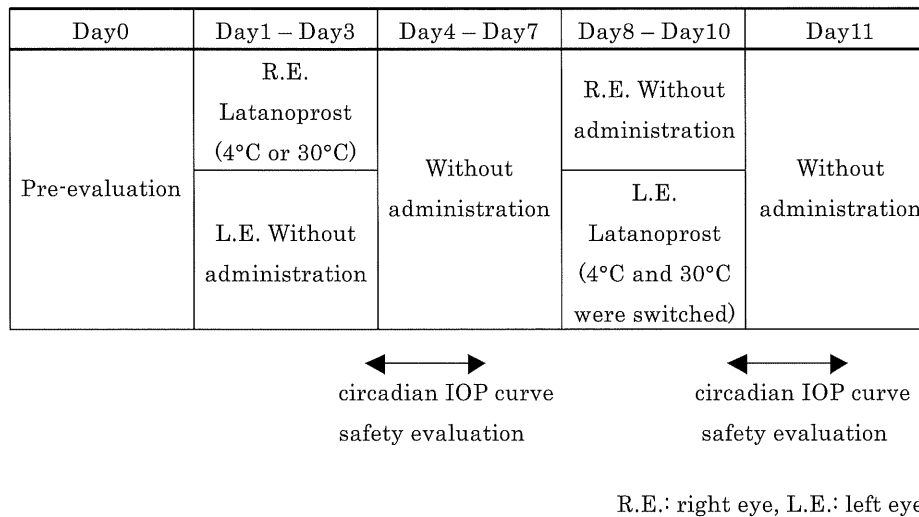 Day0
Day1 – Day3
Day4 – Day7
Day8 – Day10
Day11
Pre-evaluation
R.E.
Latanoprost
(4°C or 30°C)
L.E. Without
administration
Without
administration
R.E. Without
administration
L.E.
Latanoprost
(4°C and 30°C
were switched)
Without
administration
circadian IOP curve
safety evaluation
circadian IOP curve
safety evaluation
R.E.: right eye, L.E.: left eye